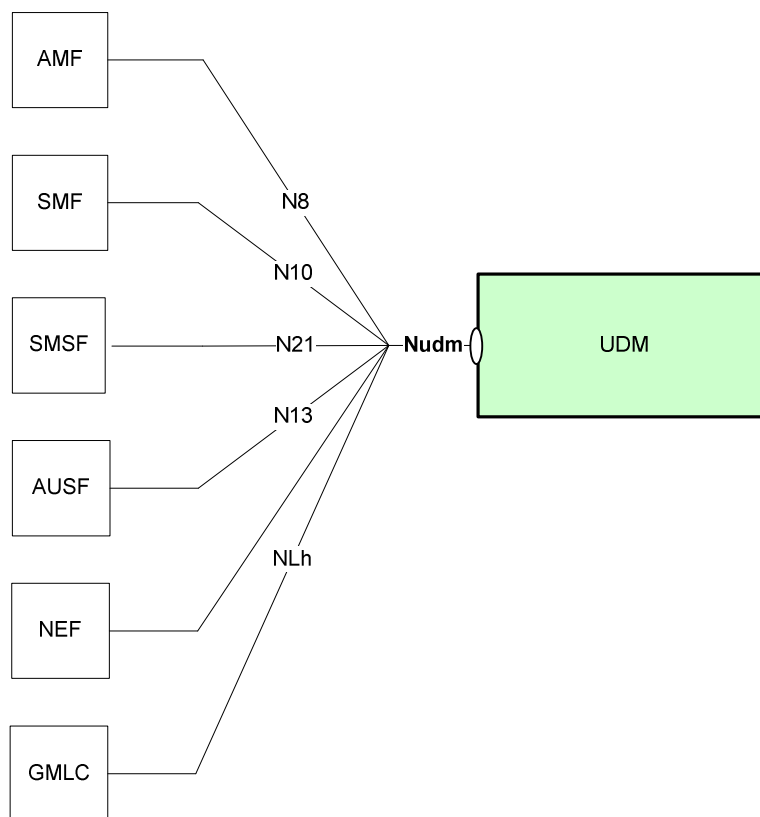 AMF
SMF
N8
N10
SMSF
N21
Nudm
UDM
N13
AUSF
NLh
NEF
GMLC